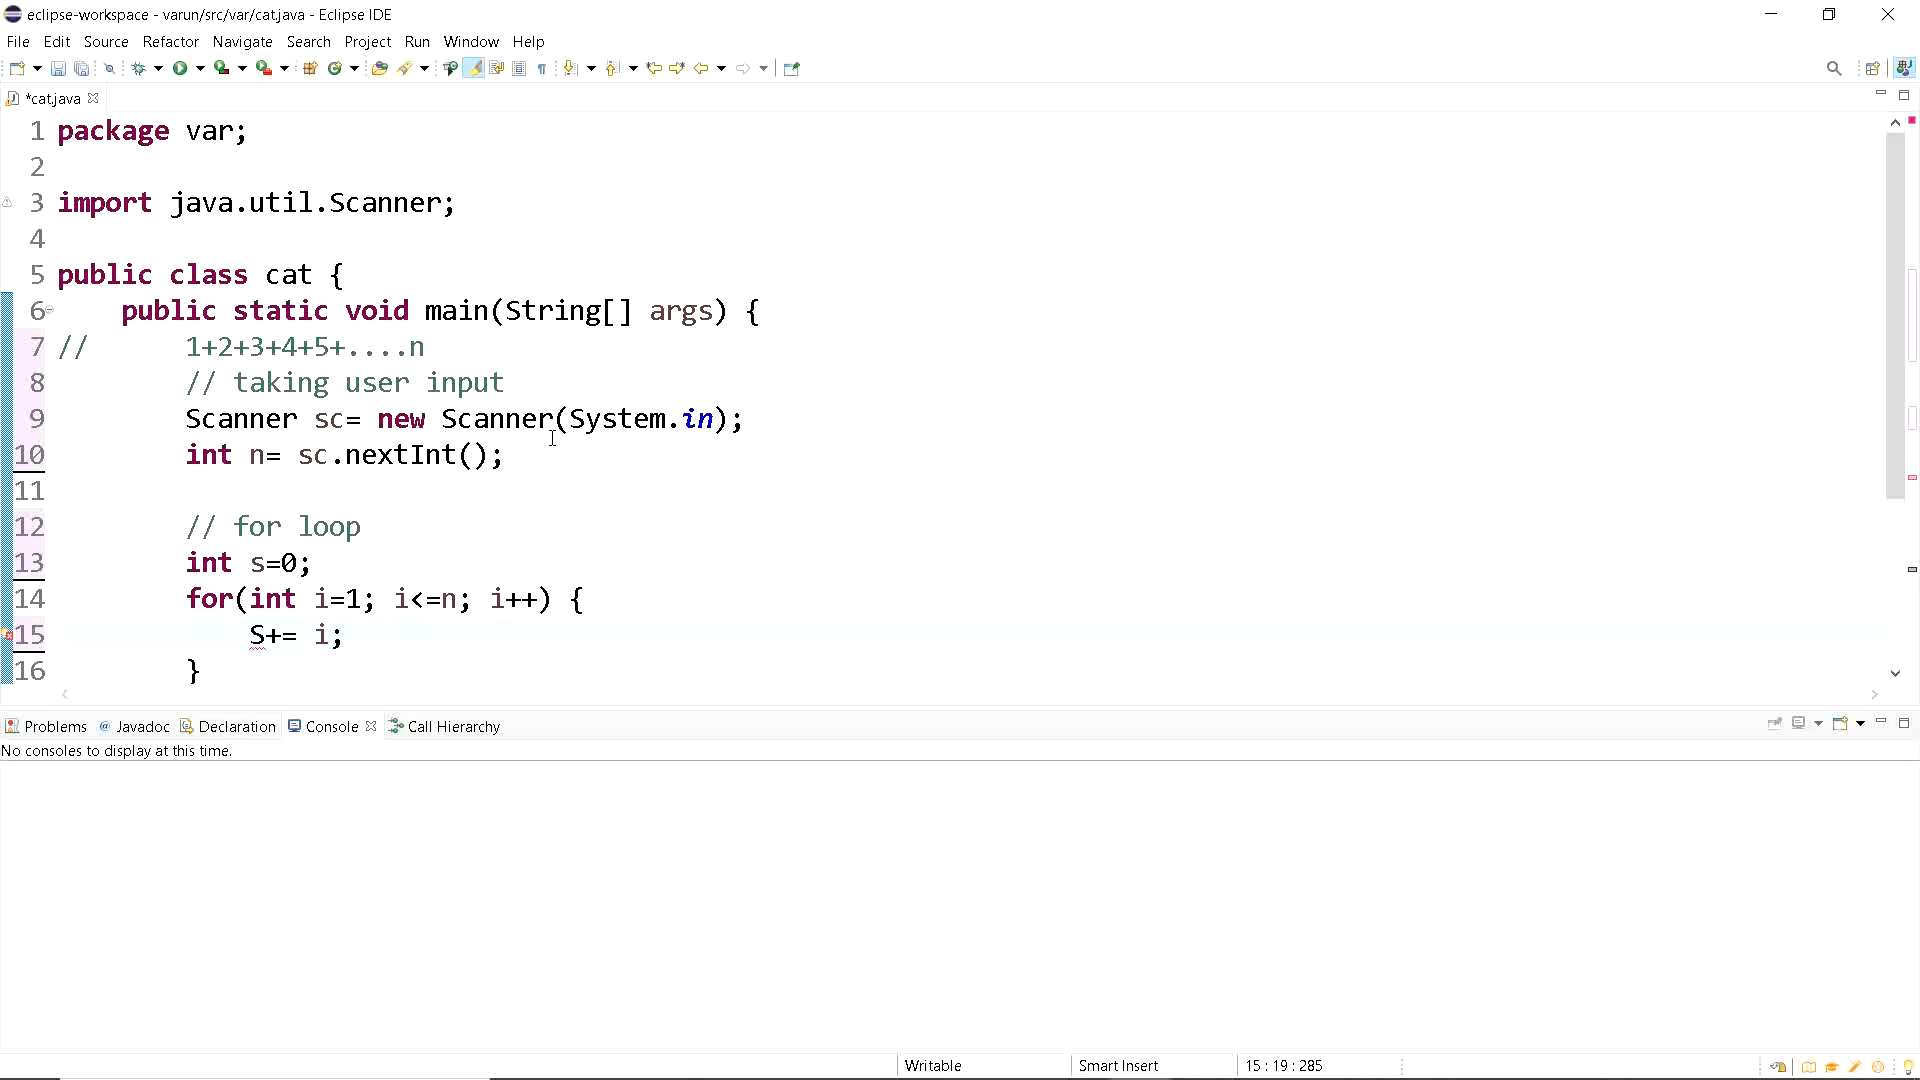 eclipse-workspace - varun/src/var/cat.java - Eclipse IDE
File Edit Source Refactor Navigate Search Project Run Window Help
*cat.java
1 package var;
2
3 import java.util.Scanner;
4
5 public class cat {
6 public static void main(String[] args) {
7 // 1+2+3+4+5+....n
8 // taking user input
9 Scanner sc= new Scanner(System.in);
10 int n= sc.nextInt();
11
12 // for loop
13 int s=0;
14 for(int i=1; i<=n; i++) {
15 S+= i;
16 }
Problems @ Javadoc Declaration Console Call Hierarchy
No consoles to display at this time.
Writable Smart Insert 15 : 19 : 285